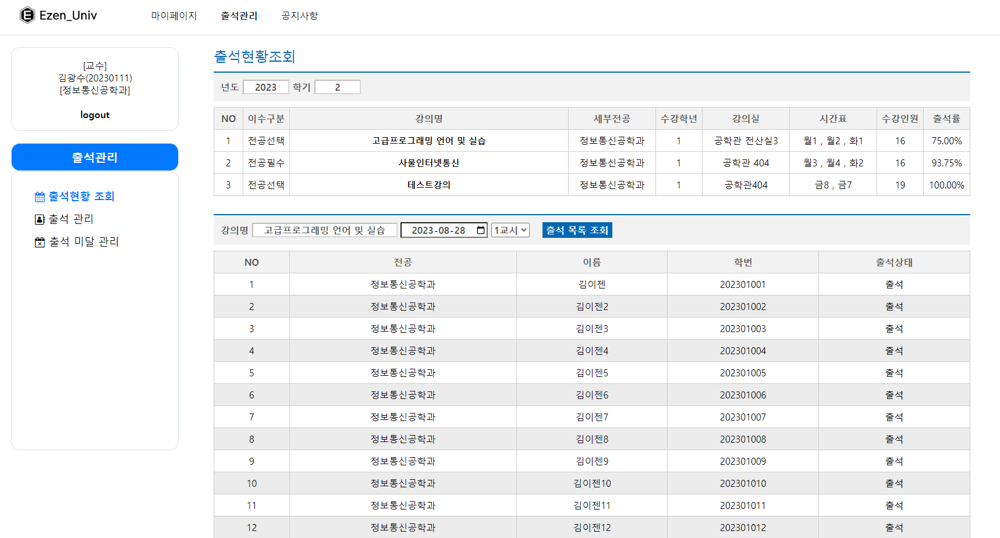 Ezen_Univ 마이페이지 출석관리 공지사항
[교수]
김광수(20230111)
[정보통신공학과]
logout
출석관리
출석현황 조회
출석 관리
출석 미달 관리
출석현황조회
년도 2023 학기 2
NO 이수구분 강의명 세부전공 수강학년 강의실 시간표 수강인원 출석률
1 전공선택 고급프로그래밍 언어 및 실습 정보통신공학과 1 공학관 전산실3 월1 , 월2 , 화1 16 75.00%
2 전공필수 사물인터넷통신 정보통신공학과 1 공학관 404 월3 , 월4 , 화2 16 93.75%
3 전공선택 테스트강의 정보통신공학과 1 공학관404 금8 , 금7 19 100.00%
강의명 고급프로그래밍 언어 및 실습 2023-08-28 1교시 출석 목록 조회
NO 전공 이름 학번 출석상태
1 정보통신공학과 김이젠 202301001 출석
2 정보통신공학과 김이젠2 202301002 출석
3 정보통신공학과 김이젠3 202301003 출석
4 정보통신공학과 김이젠4 202301004 출석
5 정보통신공학과 김이젠5 202301005 출석
6 정보통신공학과 김이젠6 202301006 출석
7 정보통신공학과 김이젠7 202301007 출석
8 정보통신공학과 김이젠8 202301008 출석
9 정보통신공학과 김이젠9 202301009 출석
10 정보통신공학과 김이젠10 202301010 출석
11 정보통신공학과 김이젠11 202301011 출석
12 정보통신공학과 김이젠12 202301012 출석